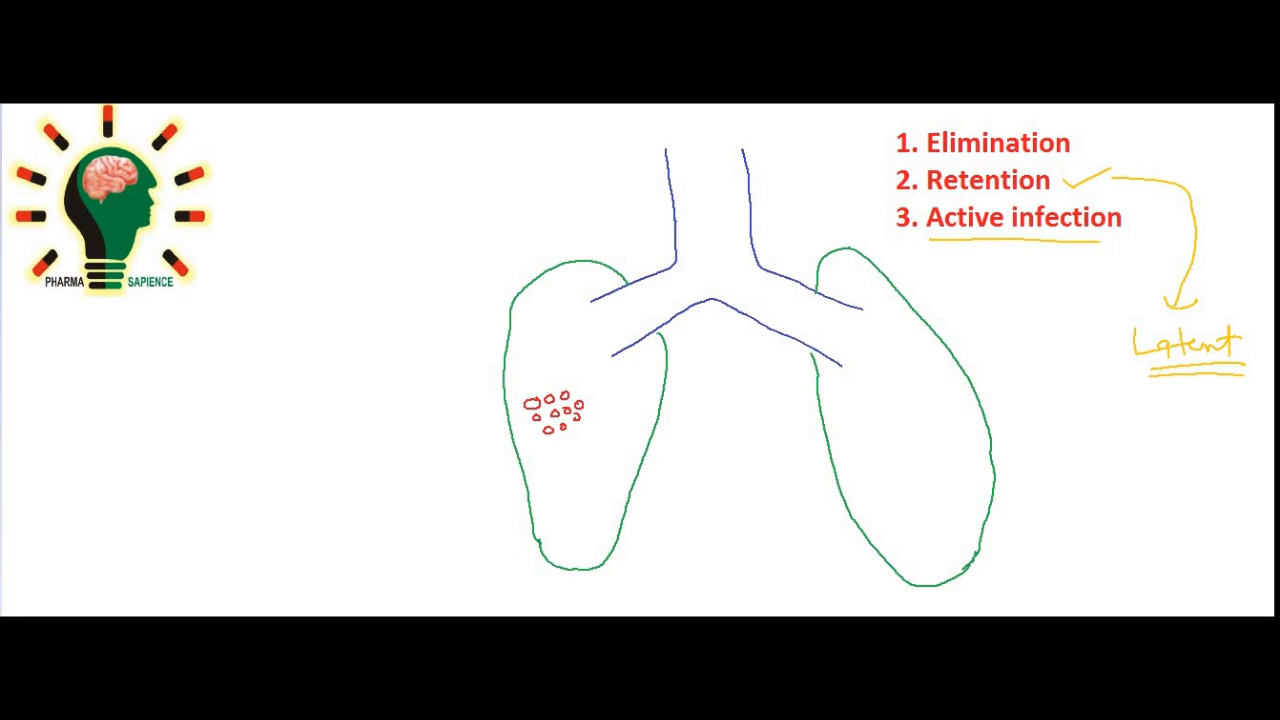 PHARMA SAPIENCE
1. Elimination
2. Retention
3. Active infection
Latent